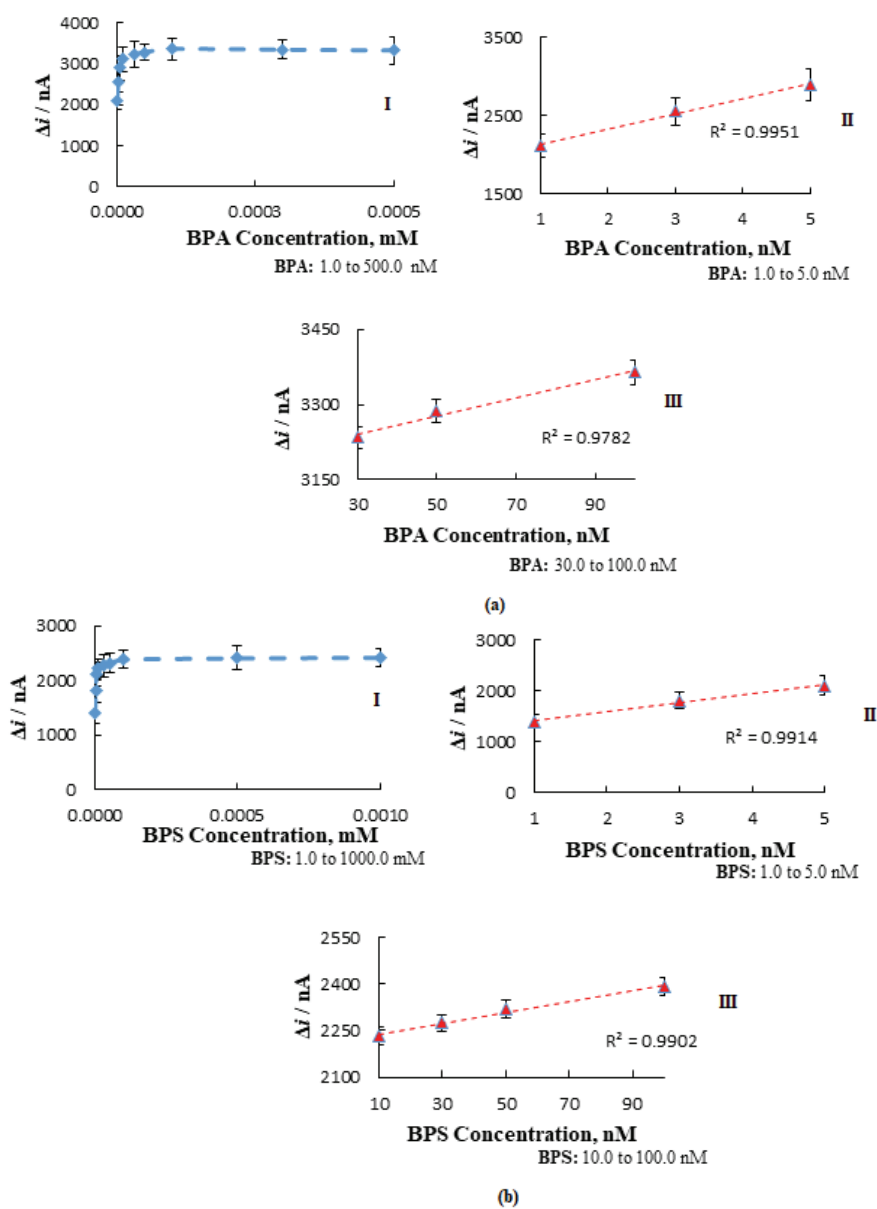 4000
3000
2000
1000
0
Δi / nA
I
0.0000
0.0003
0.0005
BPA Concentration, mM
BPA: 1.0 to 500.0 nM
3500
2500
1500
Δi / nA
R² = 0.9951
II
1
2
3
4
5
BPA Concentration, nM
BPA: 1.0 to 5.0 nM
3450
3300
3150
Δi / nA
III
R² = 0.9782
30
50
70
90
BPA Concentration, nM
BPA: 30.0 to 100.0 nM
(a)
3000
2000
1000
0
Δi / nA
I
0.0000
0.0005
0.0010
BPS Concentration, mM
BPS: 1.0 to 1000.0 mM
3000
2000
1000
0
Δi / nA
II
R² = 0.9914
1
2
3
4
5
BPS Concentration, nM
BPS: 1.0 to 5.0 nM
2550
2400
2250
2100
Δi / nA
III
R² = 0.9902
10
30
50
70
90
BPS Concentration, nM
BPS: 10.0 to 100.0 nM
(b)